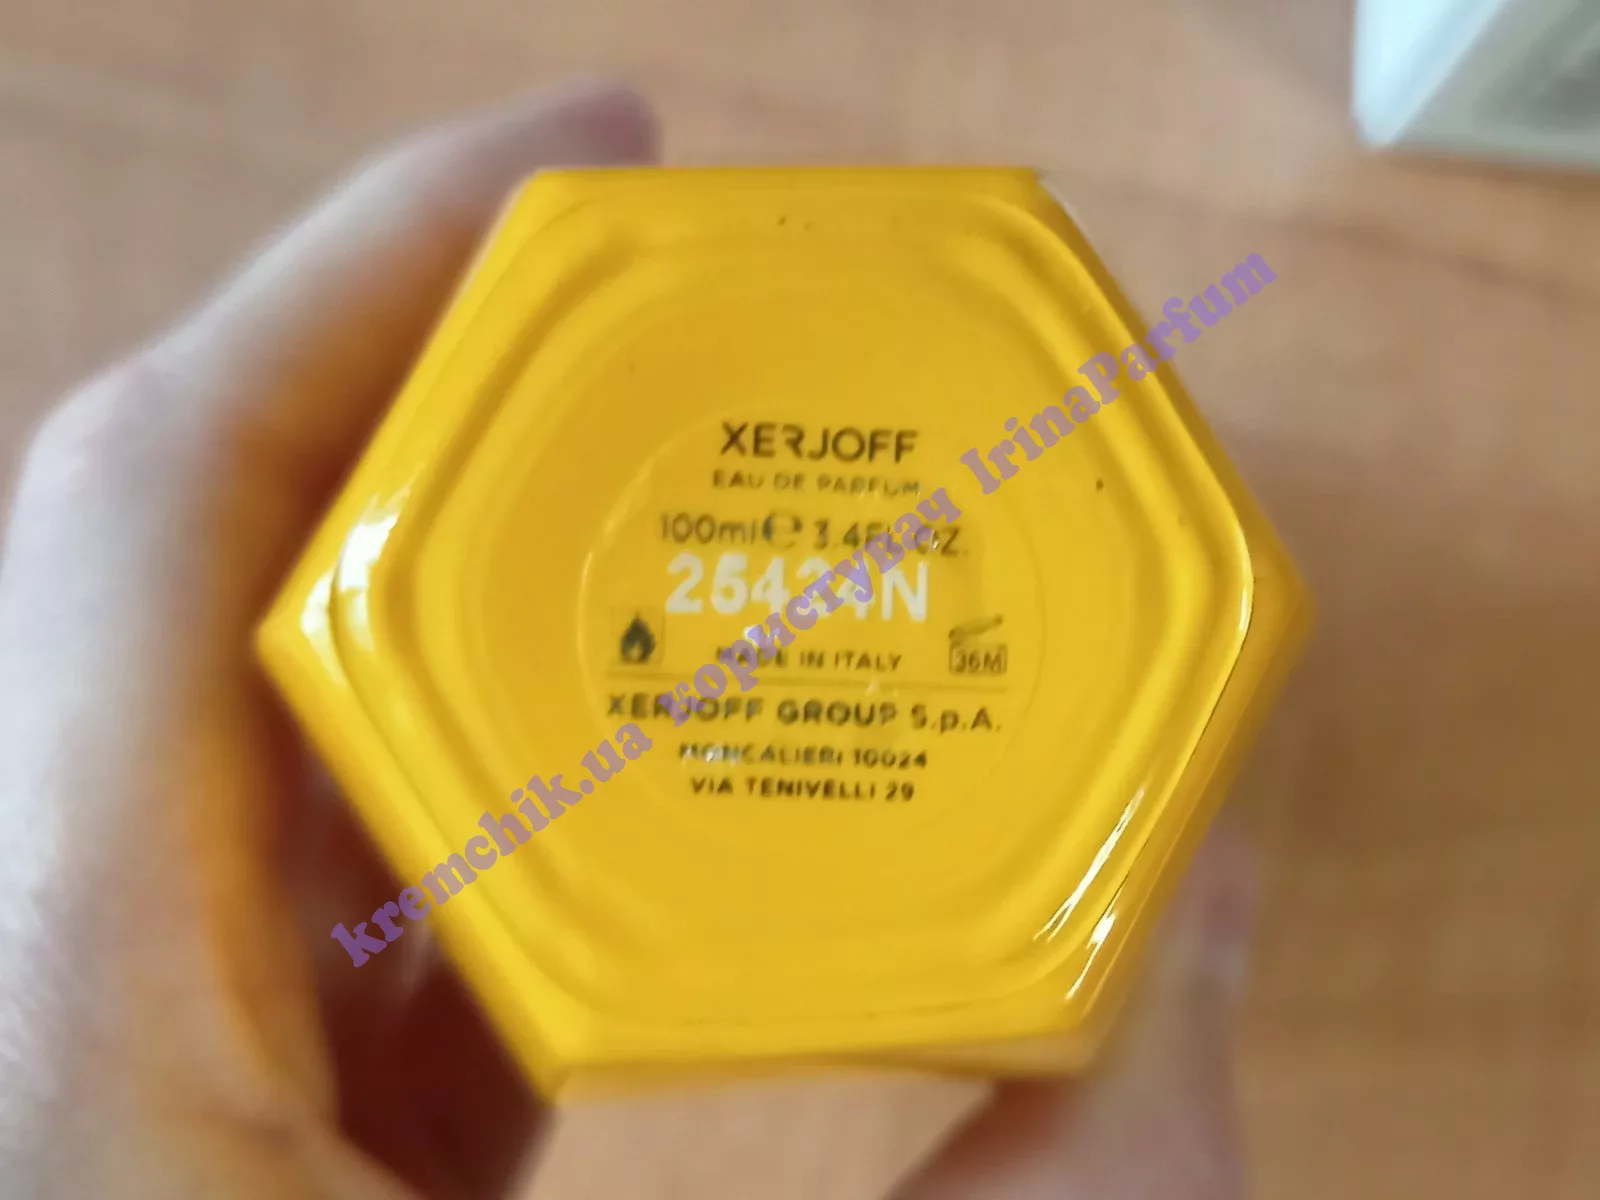 XERJOFF
EAU DE PARFUM
100ml ℮ 3.4FL.OZ.
MADE IN ITALY
36M
XERJOFF GROUP S.p.A.
MONCALIERI 10024
VIA TENIVELLI 29
kremchik.ua користувач IrinaParfum